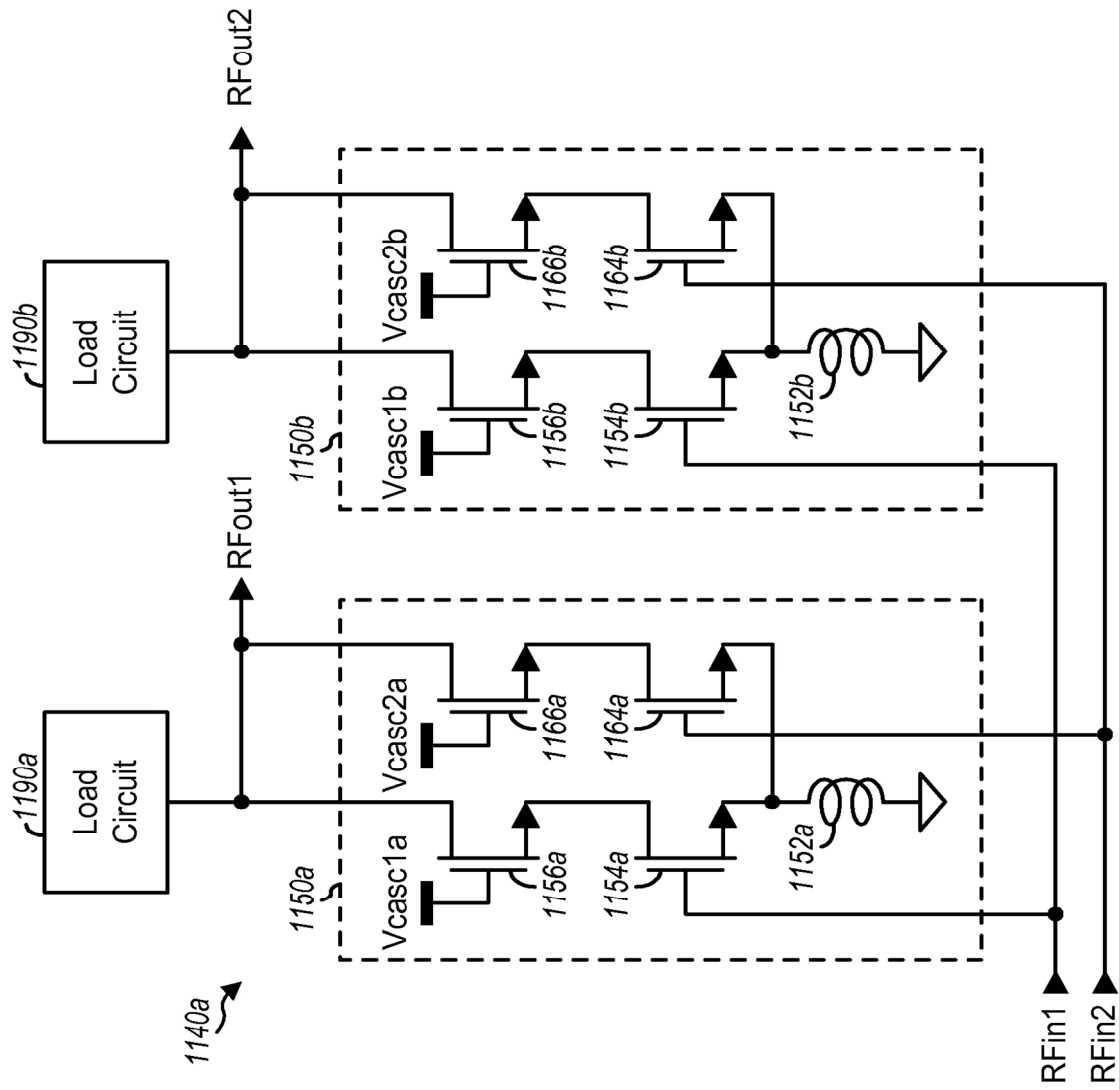 1140a
1190a
Load
Circuit
RFout1
1150a
Vcasc1a
Vcasc2a
1156a
1166a
1154a
1164a
1152a
1190b
Load
Circuit
RFout2
1150b
Vcasc1b
Vcasc2b
1156b
1166b
1154b
1164b
1152b
RFin1
RFin2